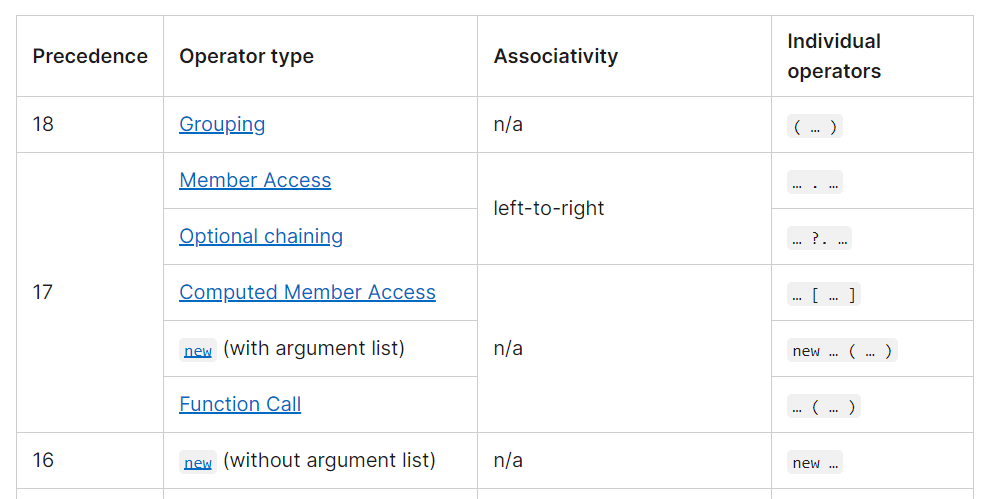 Precedence Operator type Associativity Individual operators
18 Grouping n/a ( … )
17 Member Access left-to-right … . …
Optional chaining … ?. …
Computed Member Access n/a … [ … ]
new (with argument list) new … ( … )
Function Call … ( … )
16 new (without argument list) n/a new …